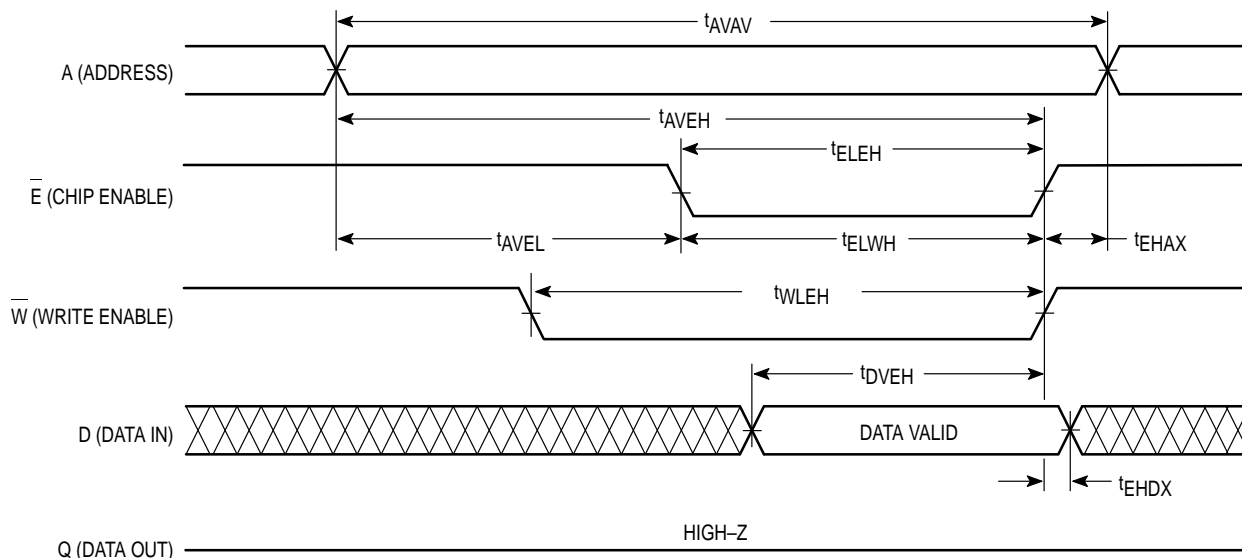 tAVAV
A (ADDRESS)
tAVEH
tELEH
E (CHIP ENABLE)
tAVEL
tELWH
tEHAX
tWLEH
W (WRITE ENABLE)
tDVEH
D (DATA IN)
DATA VALID
tEHDX
HIGH–Z
Q (DATA OUT)